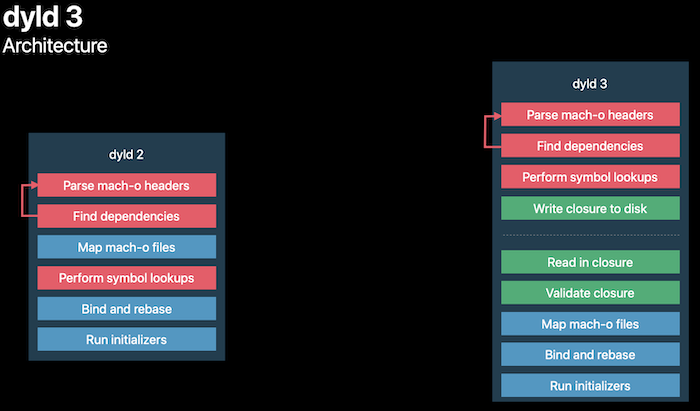 dyld 3
Architecture
dyld 2
Parse mach-o headers
Find dependencies
Map mach-o files
Perform symbol lookups
Bind and rebase
Run initializers
dyld 3
Parse mach-o headers
Find dependencies
Perform symbol lookups
Write closure to disk
Read in closure
Validate closure
Map mach-o files
Bind and rebase
Run initializers